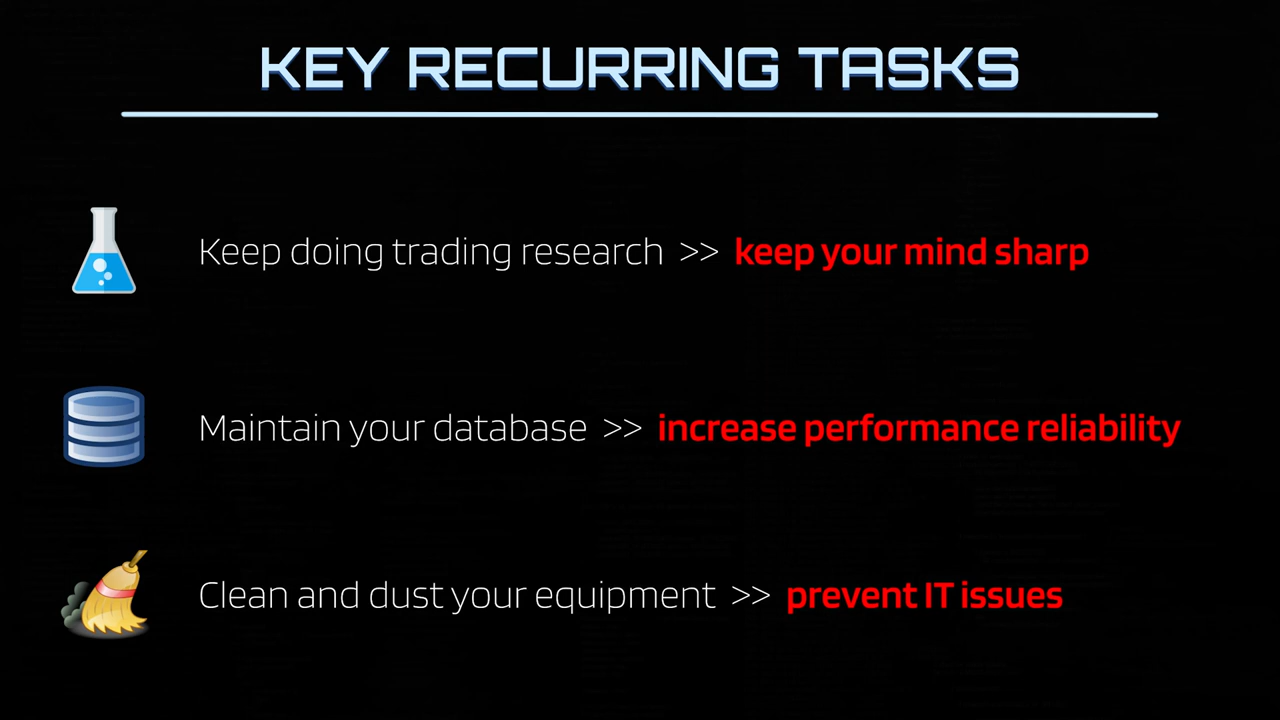 KEY RECURRING TASKS
Keep doing trading research >> keep your mind sharp
Maintain your database >> increase performance reliability
Clean and dust your equipment >> prevent IT issues